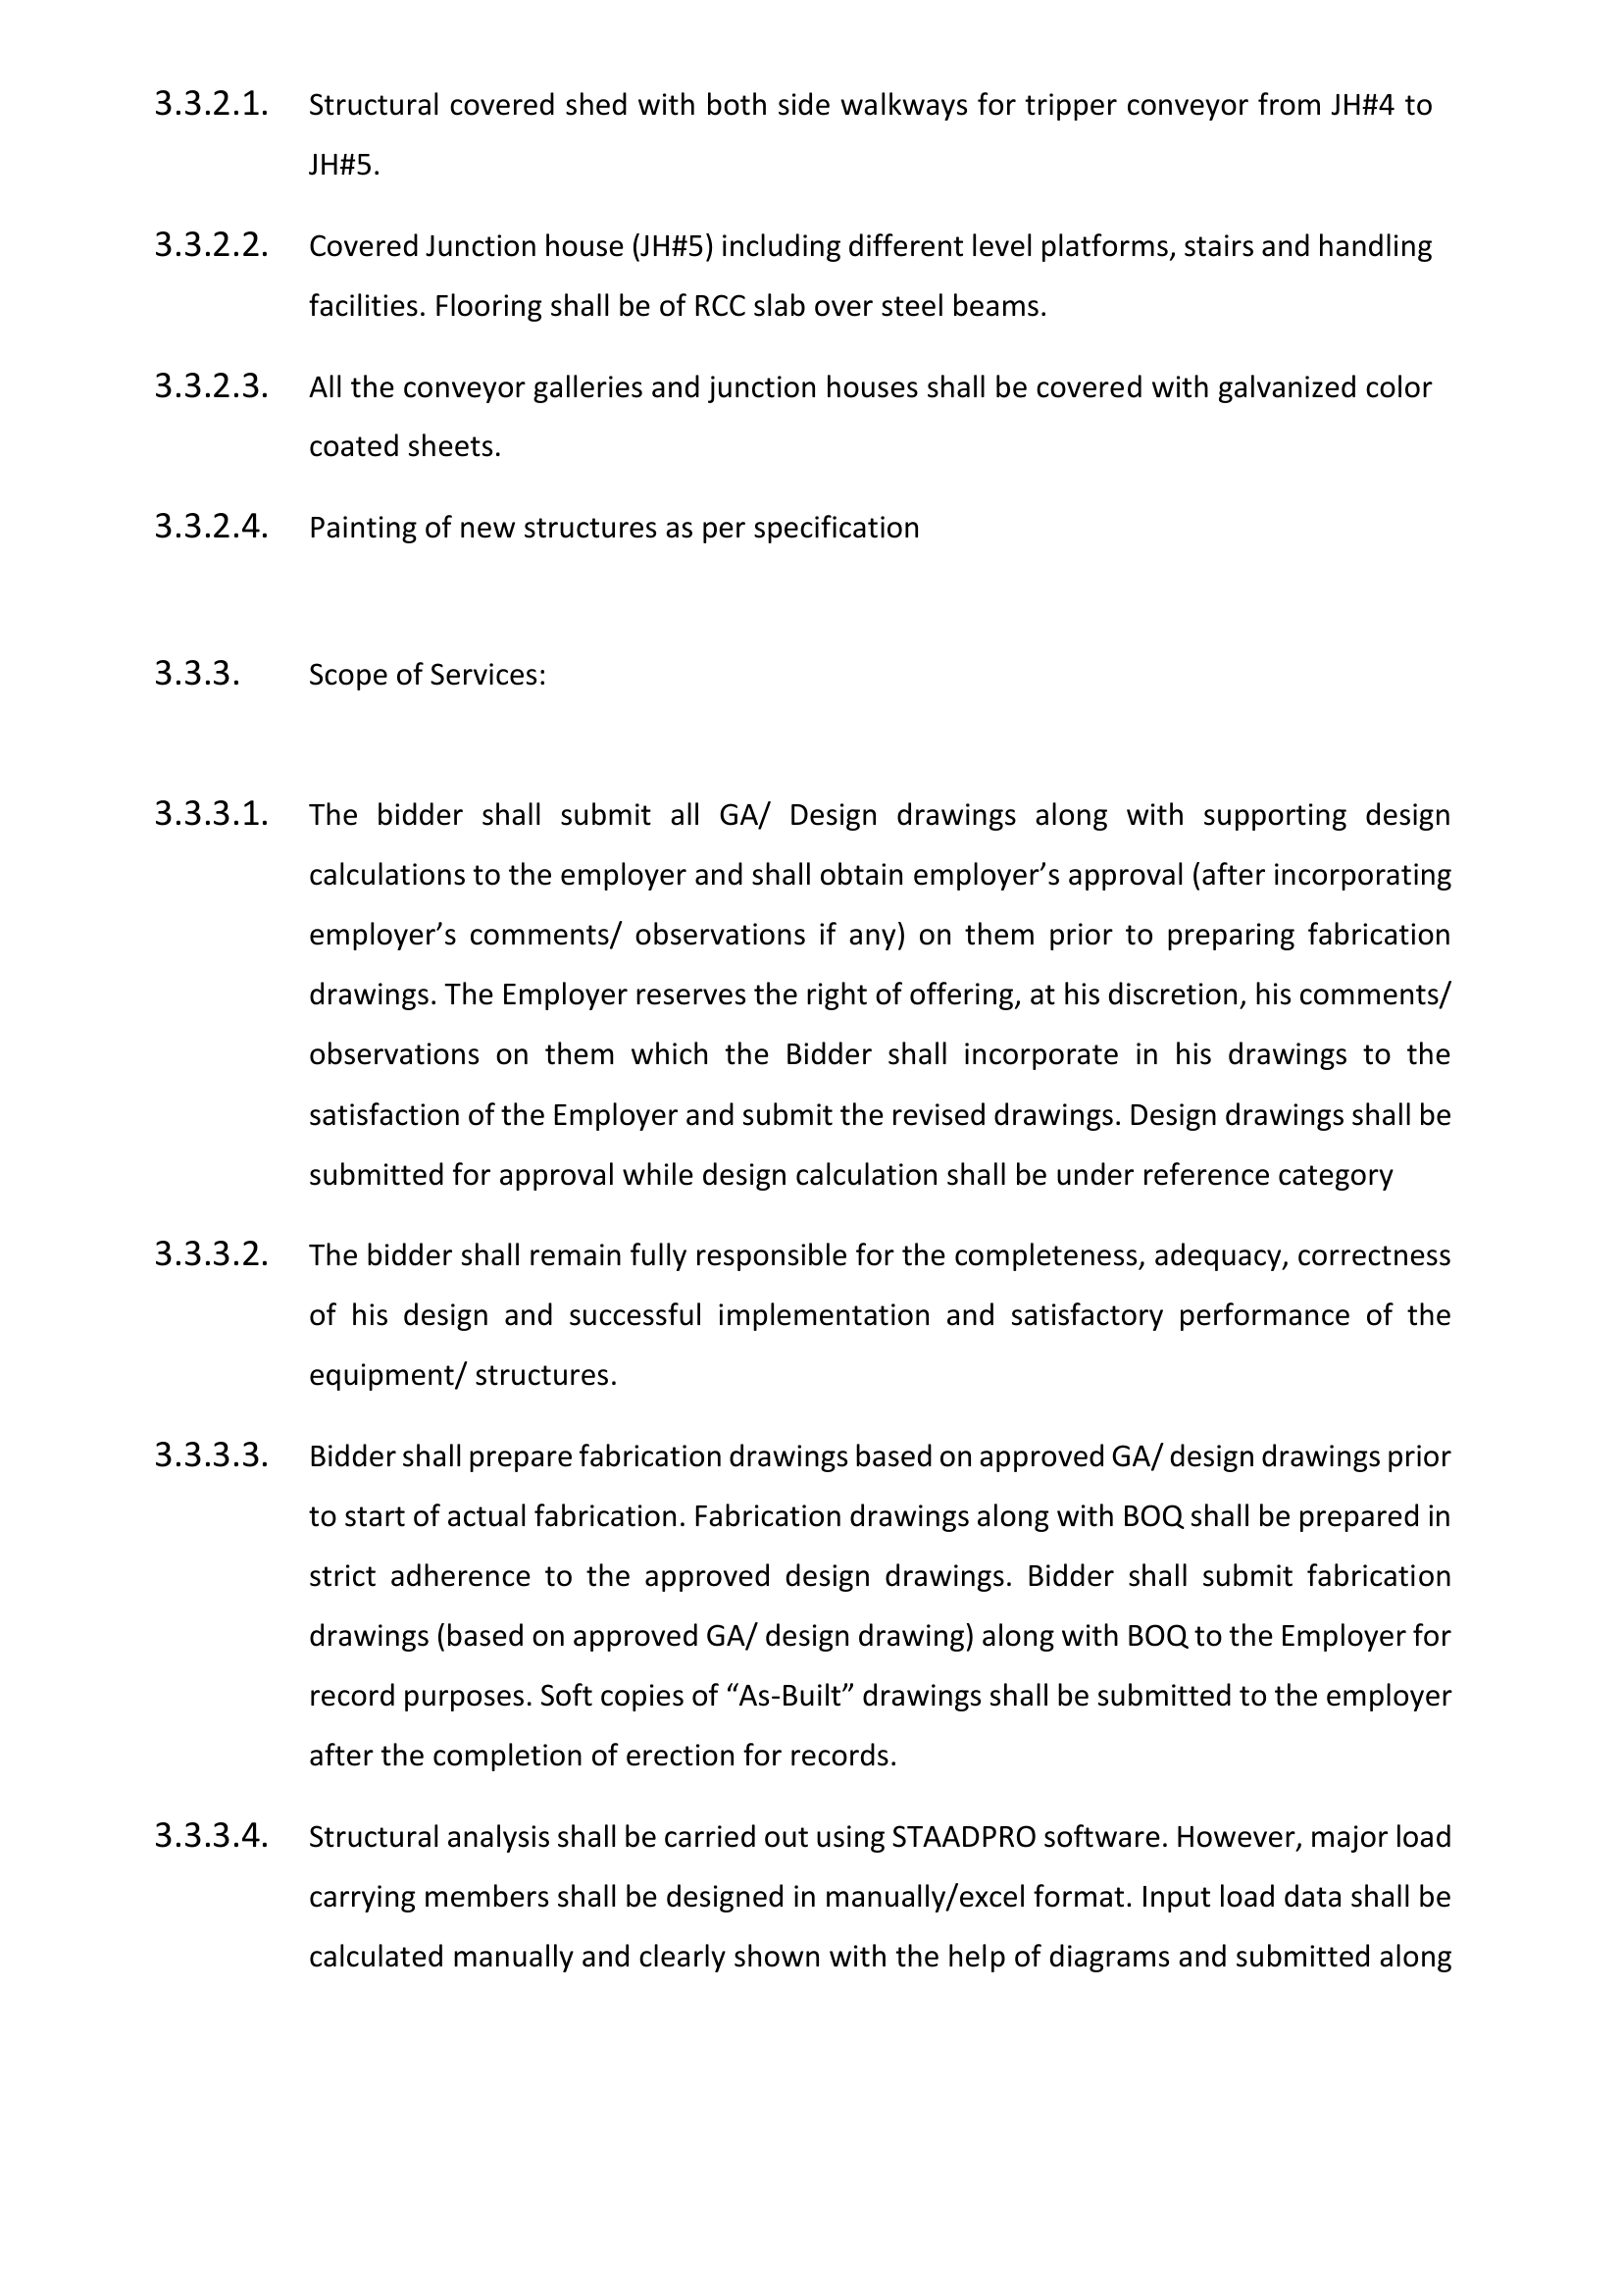 3.3.2.1. Structural covered shed with both side walkways for tripper conveyor from JH#4 to
JH#5.
3.3.2.2. Covered Junction house (JH#5) including different level platforms, stairs and handling
facilities. Flooring shall be of RCC slab over steel beams.
3.3.2.3. All the conveyor galleries and junction houses shall be covered with galvanized color
coated sheets.
3.3.2.4. Painting of new structures as per specification
3.3.3. Scope of Services:
3.3.3.1. The bidder shall submit all GA/ Design drawings along with supporting design
calculations to the employer and shall obtain employer’s approval (after incorporating
employer’s comments/ observations if any) on them prior to preparing fabrication
drawings. The Employer reserves the right of offering, at his discretion, his comments/
observations on them which the Bidder shall incorporate in his drawings to the
satisfaction of the Employer and submit the revised drawings. Design drawings shall be
submitted for approval while design calculation shall be under reference category
3.3.3.2. The bidder shall remain fully responsible for the completeness, adequacy, correctness
of his design and successful implementation and satisfactory performance of the
equipment/ structures.
3.3.3.3. Bidder shall prepare fabrication drawings based on approved GA/ design drawings prior
to start of actual fabrication. Fabrication drawings along with BOQ shall be prepared in
strict adherence to the approved design drawings. Bidder shall submit fabrication
drawings (based on approved GA/ design drawing) along with BOQ to the Employer for
record purposes. Soft copies of “As-Built” drawings shall be submitted to the employer
after the completion of erection for records.
3.3.3.4. Structural analysis shall be carried out using STAADPRO software. However, major load
carrying members shall be designed in manually/excel format. Input load data shall be
calculated manually and clearly shown with the help of diagrams and submitted along